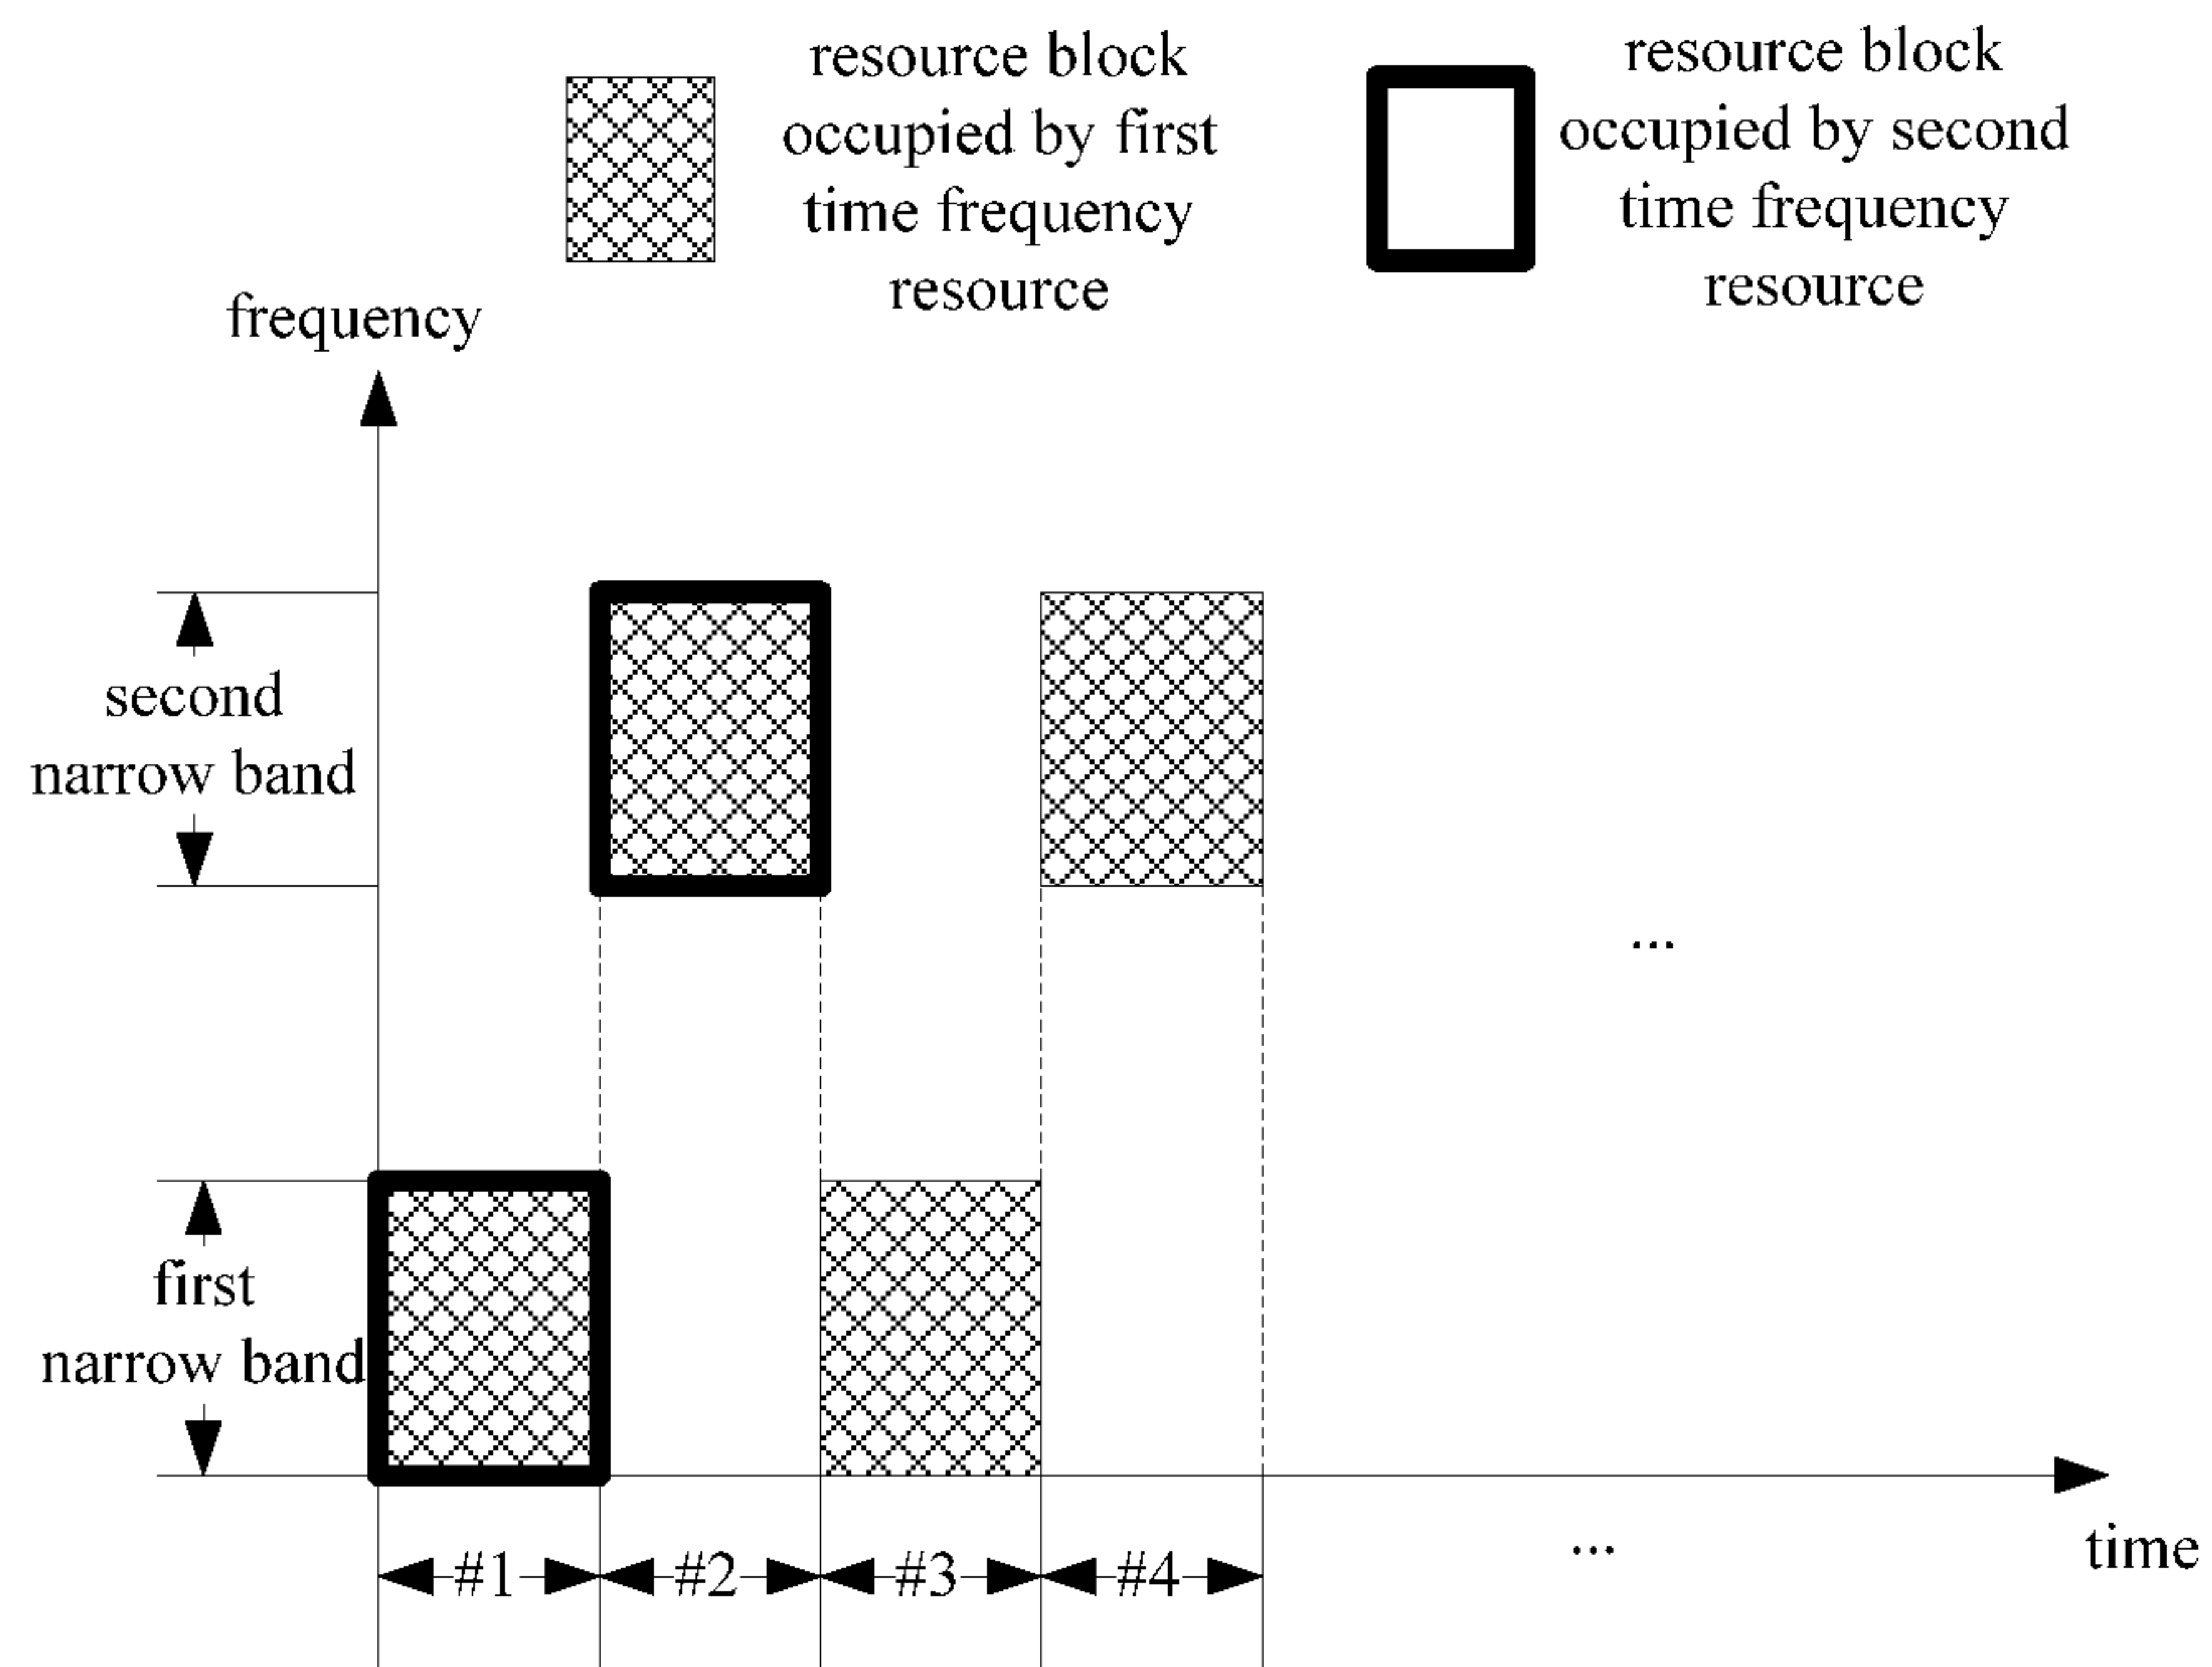 resource block
occupied by first
time frequency
resource
resource block
occupied by second
time frequency
resource
frequency
second
narrow band
...
first
narrow band
#1
#2
#3
#4
...
time